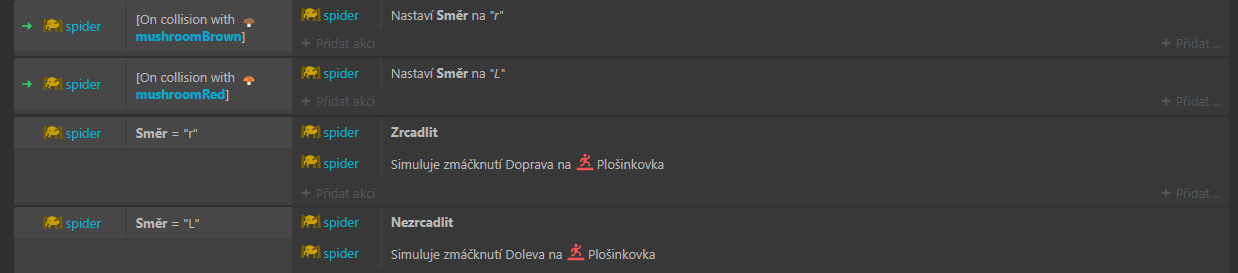 spider [On collision with mushroomBrown] spider Nastaví Směr na "r"
+ Přidat akci + Přidat ...
spider [On collision with mushroomRed] spider Nastaví Směr na "L"
+ Přidat akci + Přidat ...
spider Směr = "r" spider Zrcadlit
spider Simuluje zmáčknutí Doprava na Plošinkovka
+ Přidat akci + Přidat ...
spider Směr = "L" spider Nezrcadlit
spider Simuluje zmáčknutí Doleva na Plošinkovka